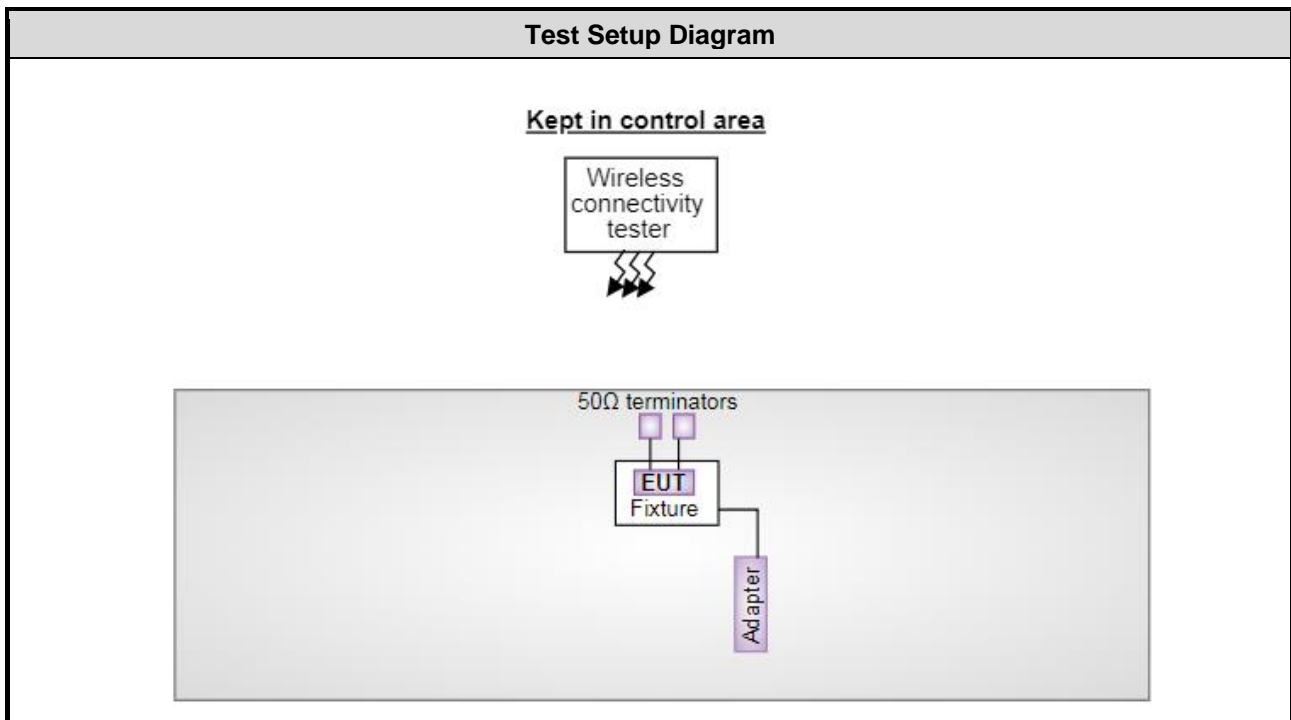 Test Setup Diagram
Kept in control area
Wireless
connectivity
tester
50Ω terminators
EUT
Fixture
Adapter